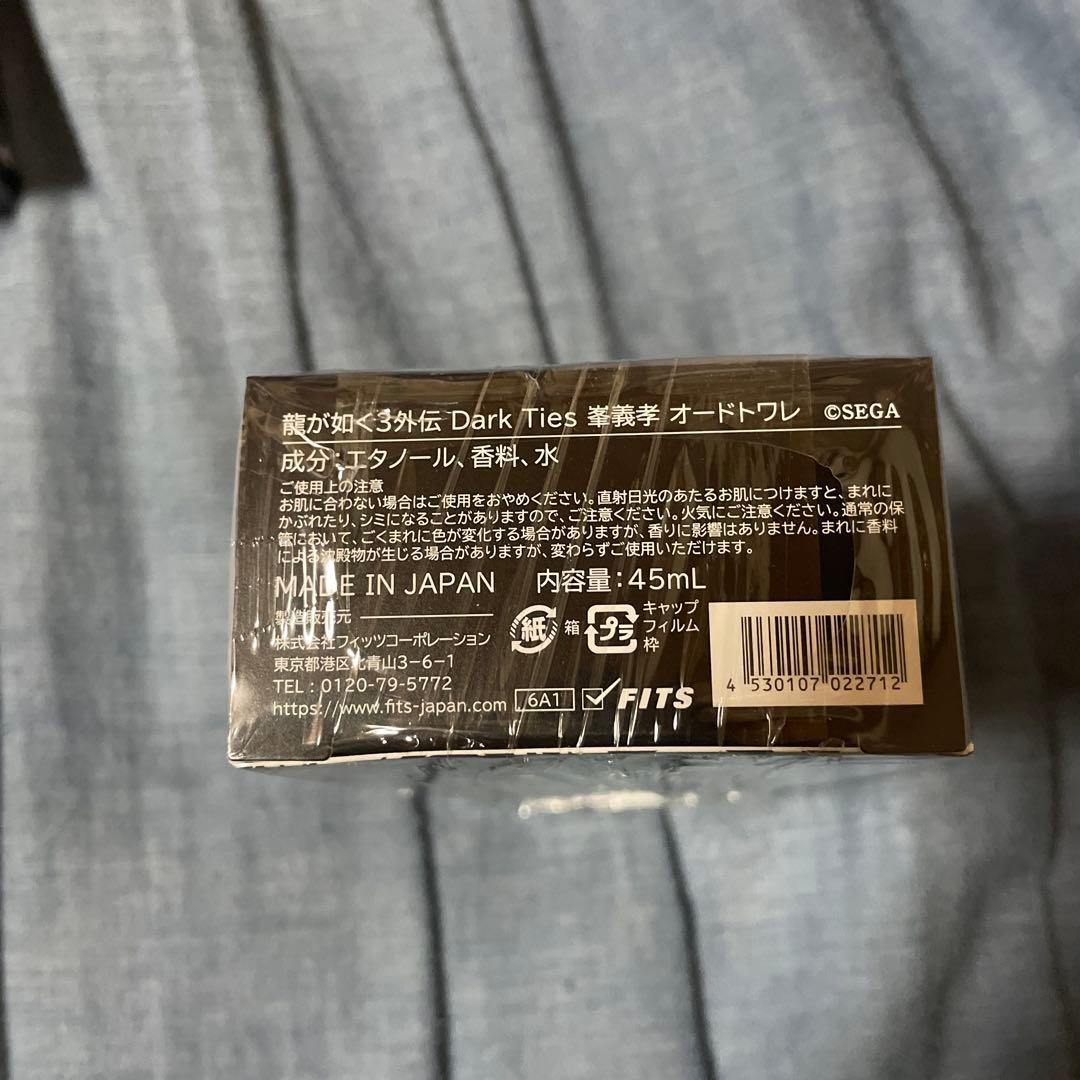 龍が如く3外伝 Dark Ties 峯義孝 オードトワレ ©SEGA
成分：エタノール、香料、水
ご使用上の注意
お肌に合わない場合はご使用をおやめください。直射日光のあたるお肌につけますと、まれに
かぶれたり、シミになることがありますので、ご注意ください。火気にご注意ください。通常の保
管において、ごくまれに色が変化する場合がありますが、香りに影響はありません。まれに香料
による沈殿物が生じる場合がありますが、変わらずご使用いただけます。
MADE IN JAPAN 内容量：45mL
製造販売元
株式会社フィッツコーポレーション
東京都港区北青山3-6-1
TEL：0120-79-5772
https://www.fits-japan.com
6A1 FITS
紙 箱
プラ キャップ
フィルム
枠
4 530107 022712